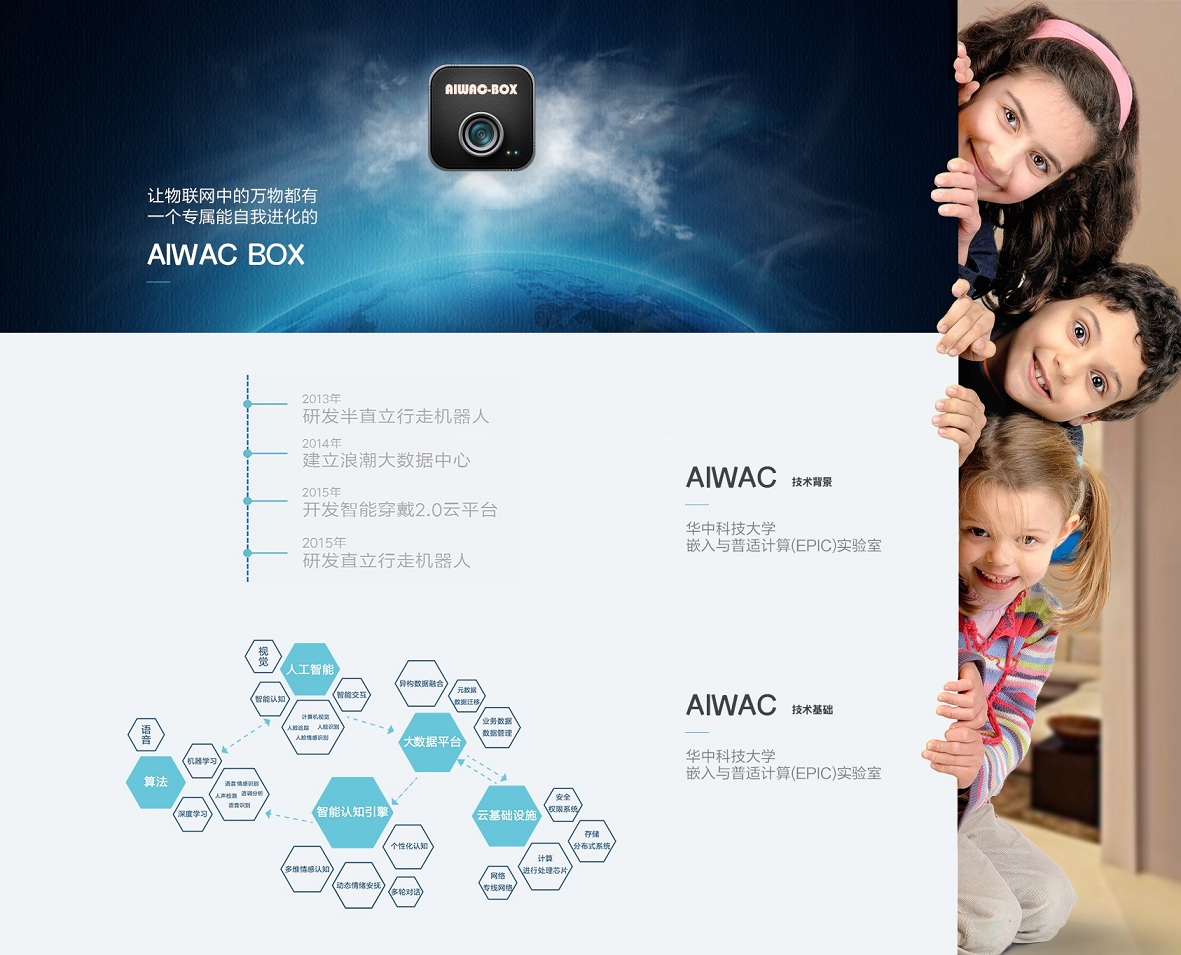 AIWAC-BOX
让物联网中的万物都有
一个专属能自我进化的
AIWAC BOX
2013年
研发半直立行走机器人
2014年
建立浪潮大数据中心
2015年
开发智能穿戴2.0云平台
2015年
研发直立行走机器人
AIWAC 技术背景
华中科技大学
嵌入与普适计算(EPIC)实验室
视
觉
人工智能
智能认知
智能交互
计算机视觉
人脸追踪 人脸识别
人脸情感识别
异构数据融合
元数据
数据迁移
业务数据
数据管理
大数据平台
语
音
算法
机器学习
深度学习
语音情感识别
人声检测 语调分析
语音识别
智能认知引擎
个性化认知
多维情感认知
动态情绪安抚
多轮对话
云基础设施
安全
权限系统
存储
分布式系统
计算
进行处理芯片
网络
专线网络
AIWAC 技术基础
华中科技大学
嵌入与普适计算(EPIC)实验室